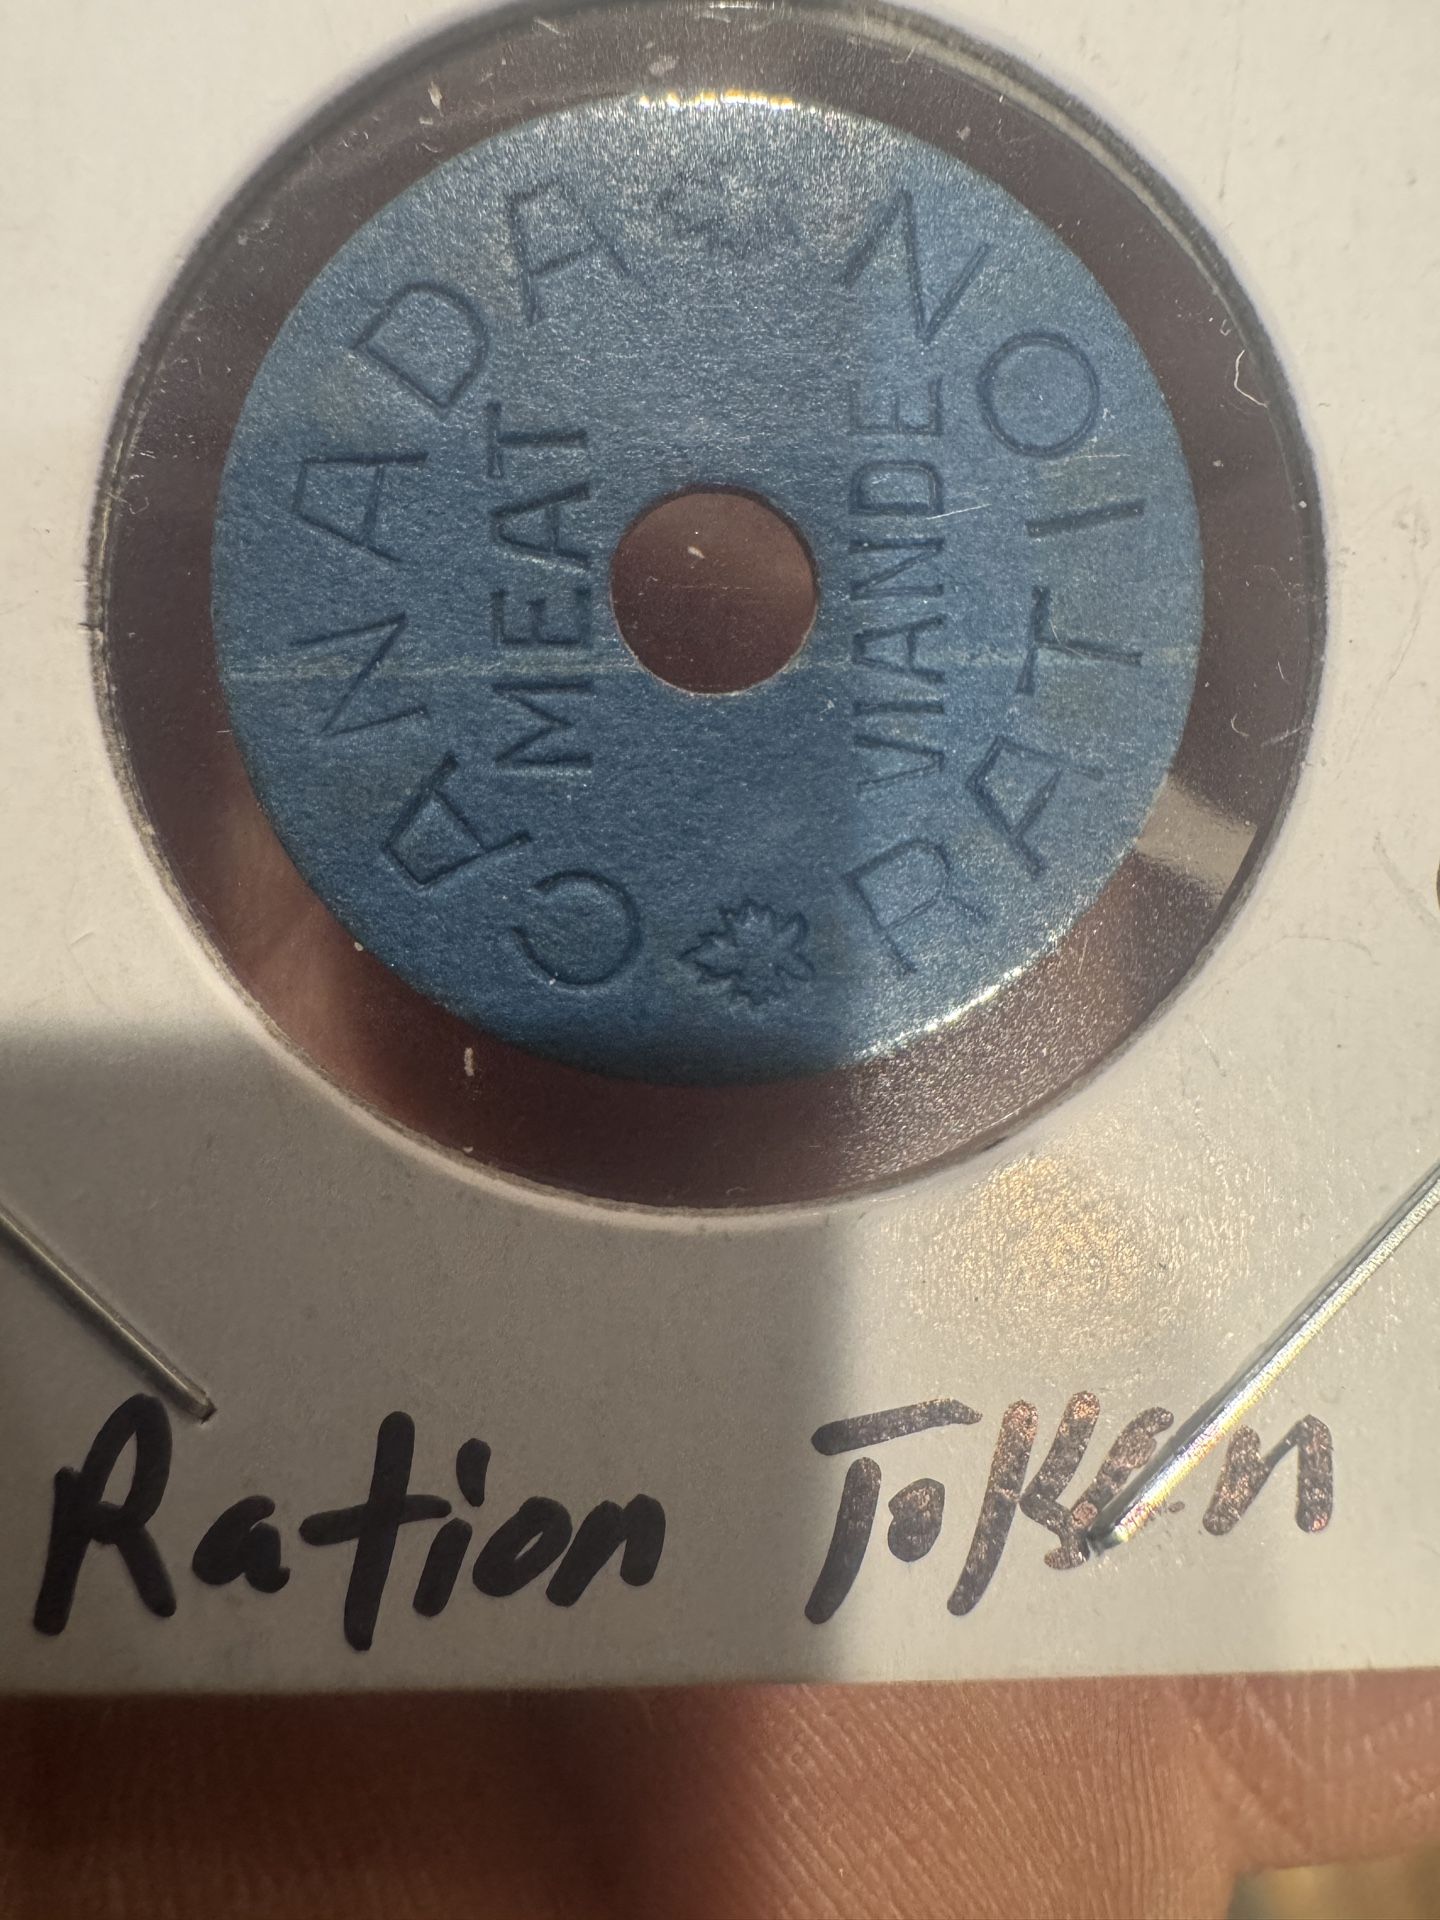 CANADA
MEAT
VIANDE
RATION
Ration Token